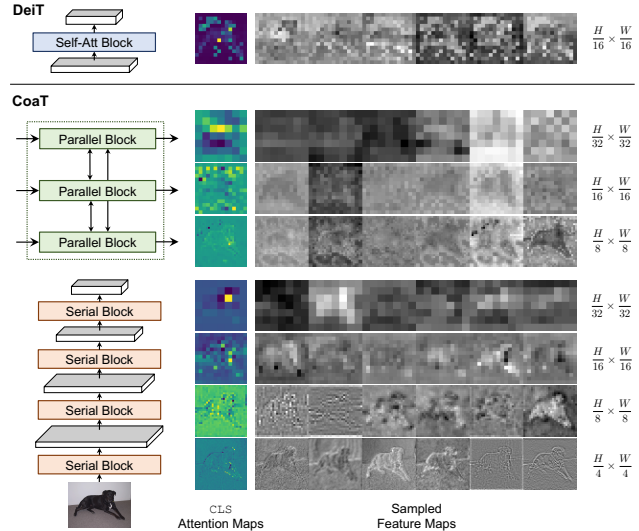 DeiT
Self-Att Block
H/16 × W/16
CoaT
Parallel Block
H/32 × W/32
Parallel Block
H/16 × W/16
Parallel Block
H/8 × W/8
H/32 × W/32
Serial Block
Serial Block
H/16 × W/16
Serial Block
H/8 × W/8
Serial Block
H/4 × W/4
CLS
Attention Maps
Sampled
Feature Maps